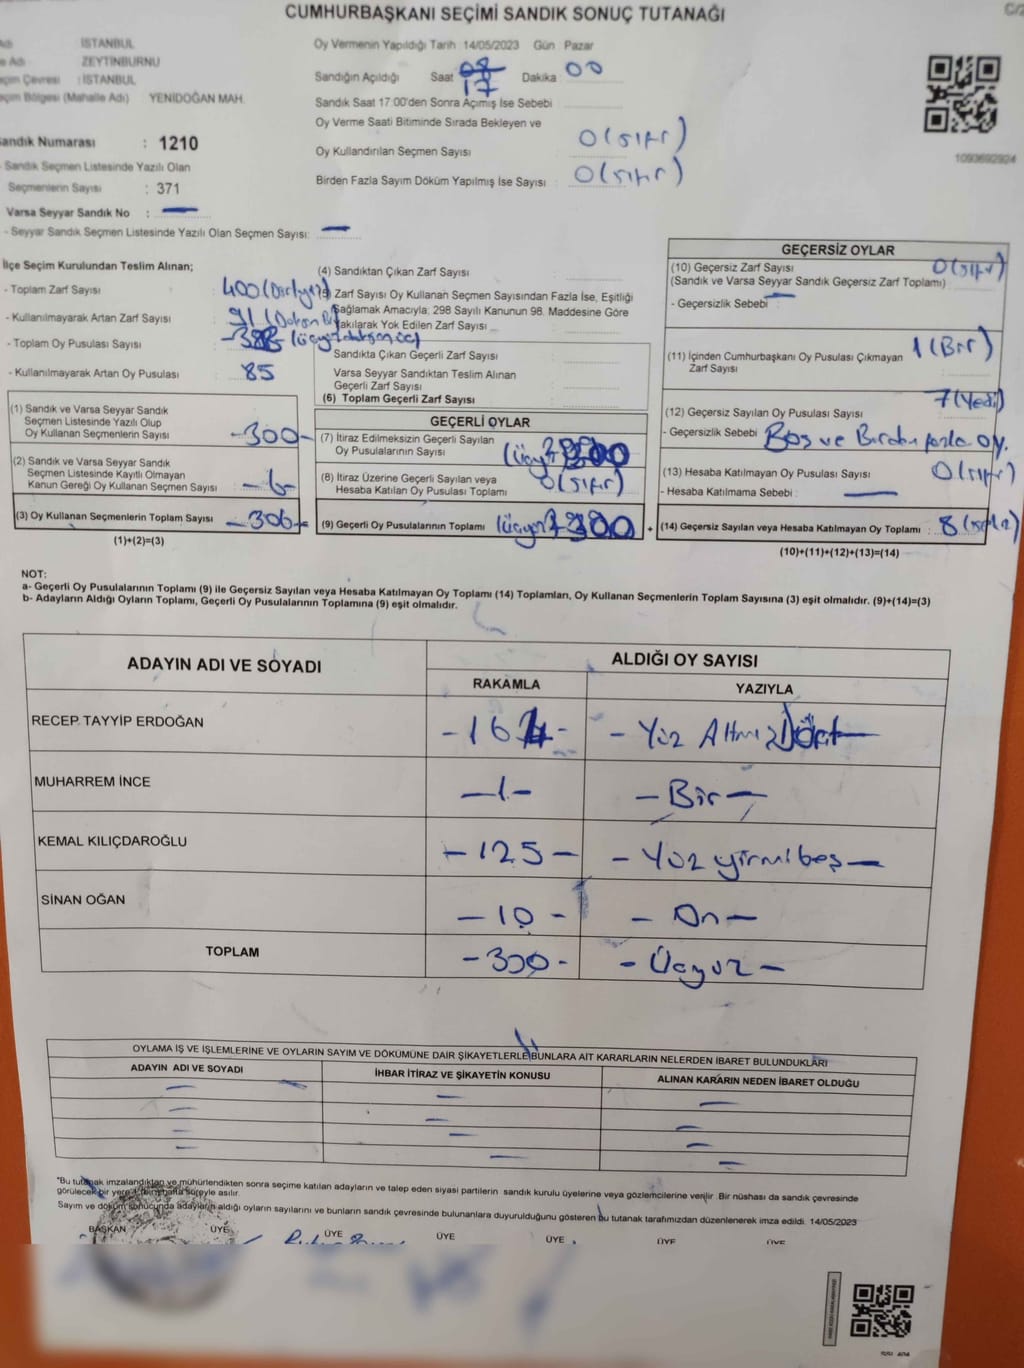 CUMHURBAŞKANI SEÇİMİ SANDIK SONUÇ TUTANAĞI
İSTANBUL
ZEYTİNBURNU
: İSTANBUL
(Mahalle Adı) YENİDOĞAN MAH.
Sandık Numarası : 1210
- Sandık Seçmen Listesinde Yazılı Olan
Seçmenlerin Sayısı : 371
Varsa Seyyar Sandık No : —
- Seyyar Sandık Seçmen Listesinde Yazılı Olan Seçmen Sayısı: —
Oy Vermenin Yapıldığı Tarih 14/05/2023 Gün Pazar
Sandığın Açıldığı Saat 17 Dakika 00
Sandık Saat 17:00'den Sonra Açmış İse Sebebi
Oy Verme Saati Bitiminde Sırada Bekleyen ve
Oy Kullandırılan Seçmen Sayısı 0 (sıfır)
Birden Fazla Sayım Döküm Yapılmış İse Sayısı 0 (sıfır)
1093692924
İlçe Seçim Kurulundan Teslim Alınan;
- Toplam Zarf Sayısı 400
- Kullanılmayarak Artan Zarf Sayısı 91
- Toplam Oy Pusulası Sayısı
- Kullanılmayarak Artan Oy Pusulası 85
(1) Sandık ve Varsa Seyyar Sandık
Seçmen Listesinde Yazılı Olup
Oy Kullanan Seçmenlerin Sayısı -300-
(2) Sandık ve Varsa Seyyar Sandık
Seçmen Listesinde Kayıtlı Olmayan
Kanun Gereği Oy Kullanan Seçmen Sayısı -6-
(3) Oy Kullanan Seçmenlerin Toplam Sayısı -306-
(1)+(2)=(3)
(4) Sandıktan Çıkan Zarf Sayısı
Zarf Sayısı Oy Kullanan Seçmen Sayısından Fazla İse, Eşitliği
Sağlamak Amacıyla; 298 Sayılı Kanunun 98. Maddesine Göre
Yakılarak Yok Edilen Zarf Sayısı
Sandıkta Çıkan Geçerli Zarf Sayısı
Varsa Seyyar Sandıktan Teslim Alınan
Geçerli Zarf Sayısı
(6) Toplam Geçerli Zarf Sayısı
GEÇERLİ OYLAR
(7) İtiraz Edilmeksizin Geçerli Sayılan
Oy Pusulalarının Sayısı 300
(8) İtiraz Üzerine Geçerli Sayılan veya
Hesaba Katılan Oy Pusulası Toplamı 0 (sıfır)
(9) Geçerli Oy Pusulalarının Toplamı 300 +
GEÇERSİZ OYLAR
(10) Geçersiz Zarf Sayısı 0 (sıfır)
(Sandık ve Varsa Seyyar Sandık Geçersiz Zarf Toplamı)
- Geçersizlik Sebebi —
(11) İçinden Cumhurbaşkanı Oy Pusulası Çıkmayan 1 (Bir)
Zarf Sayısı
(12) Geçersiz Sayılan Oy Pusulası Sayısı 7 (Yedi)
- Geçersizlik Sebebi Boş ve Birden fazla oy.
(13) Hesaba Katılmayan Oy Pusulası Sayısı 0 (sıfır)
- Hesaba Katılmama Sebebi : —
(14) Geçersiz Sayılan veya Hesaba Katılmayan Oy Toplamı : 8 (sekiz)
(10)+(11)+(12)+(13)=(14)
NOT:
a- Geçerli Oy Pusulalarının Toplamı (9) ile Geçersiz Sayılan veya Hesaba Katılmayan Oy Toplamı (14) Toplamları, Oy Kullanan Seçmenlerin Toplam Sayısına (3) eşit olmalıdır. (9)+(14)=(3)
b- Adayların Aldığı Oyların Toplamı, Geçerli Oy Pusulalarının Toplamına (9) eşit olmalıdır.
ADAYIN ADI VE SOYADI ALDIĞI OY SAYISI
RAKAMLA YAZIYLA
RECEP TAYYİP ERDOĞAN -164- - Yüz Altmış Dört -
MUHARREM İNCE -1- - Bir -
KEMAL KILIÇDAROĞLU -125- - Yüz yirmibeş -
SİNAN OĞAN -10- - On -
TOPLAM -300- - Üçyüz -
OYLAMA İŞ VE İŞLEMLERİNE VE OYLARIN SAYIM VE DÖKÜMÜNE DAİR ŞİKAYETLERLE BUNLARA AİT KARARLARIN NELERDEN İBARET BULUNDUKLARI
ADAYIN ADI VE SOYADI İHBAR İTİRAZ VE ŞİKAYETİN KONUSU ALINAN KARARIN NEDEN İBARET OLDUĞU
*Bu tutanak imzalandıktan ve mühürlendikten sonra seçime katılan adayların ve talep eden siyasi partilerin sandık kurulu üyelerine veya gözlemcilerine verilir. Bir nüshası da sandık çevresinde
görülecek bir yere 1 (bir) hafta süreyle asılır.
Sayım ve döküm sonucunda adayların aldığı oyların sayılarını ve bunların sandık çevresinde bulunanlara duyurulduğunu gösteren bu tutanak tarafımızdan düzenlenerek imza edildi. 14/05/2023
BAŞKAN ÜYE ÜYE ÜYE ÜYE ÜYE ÜYE